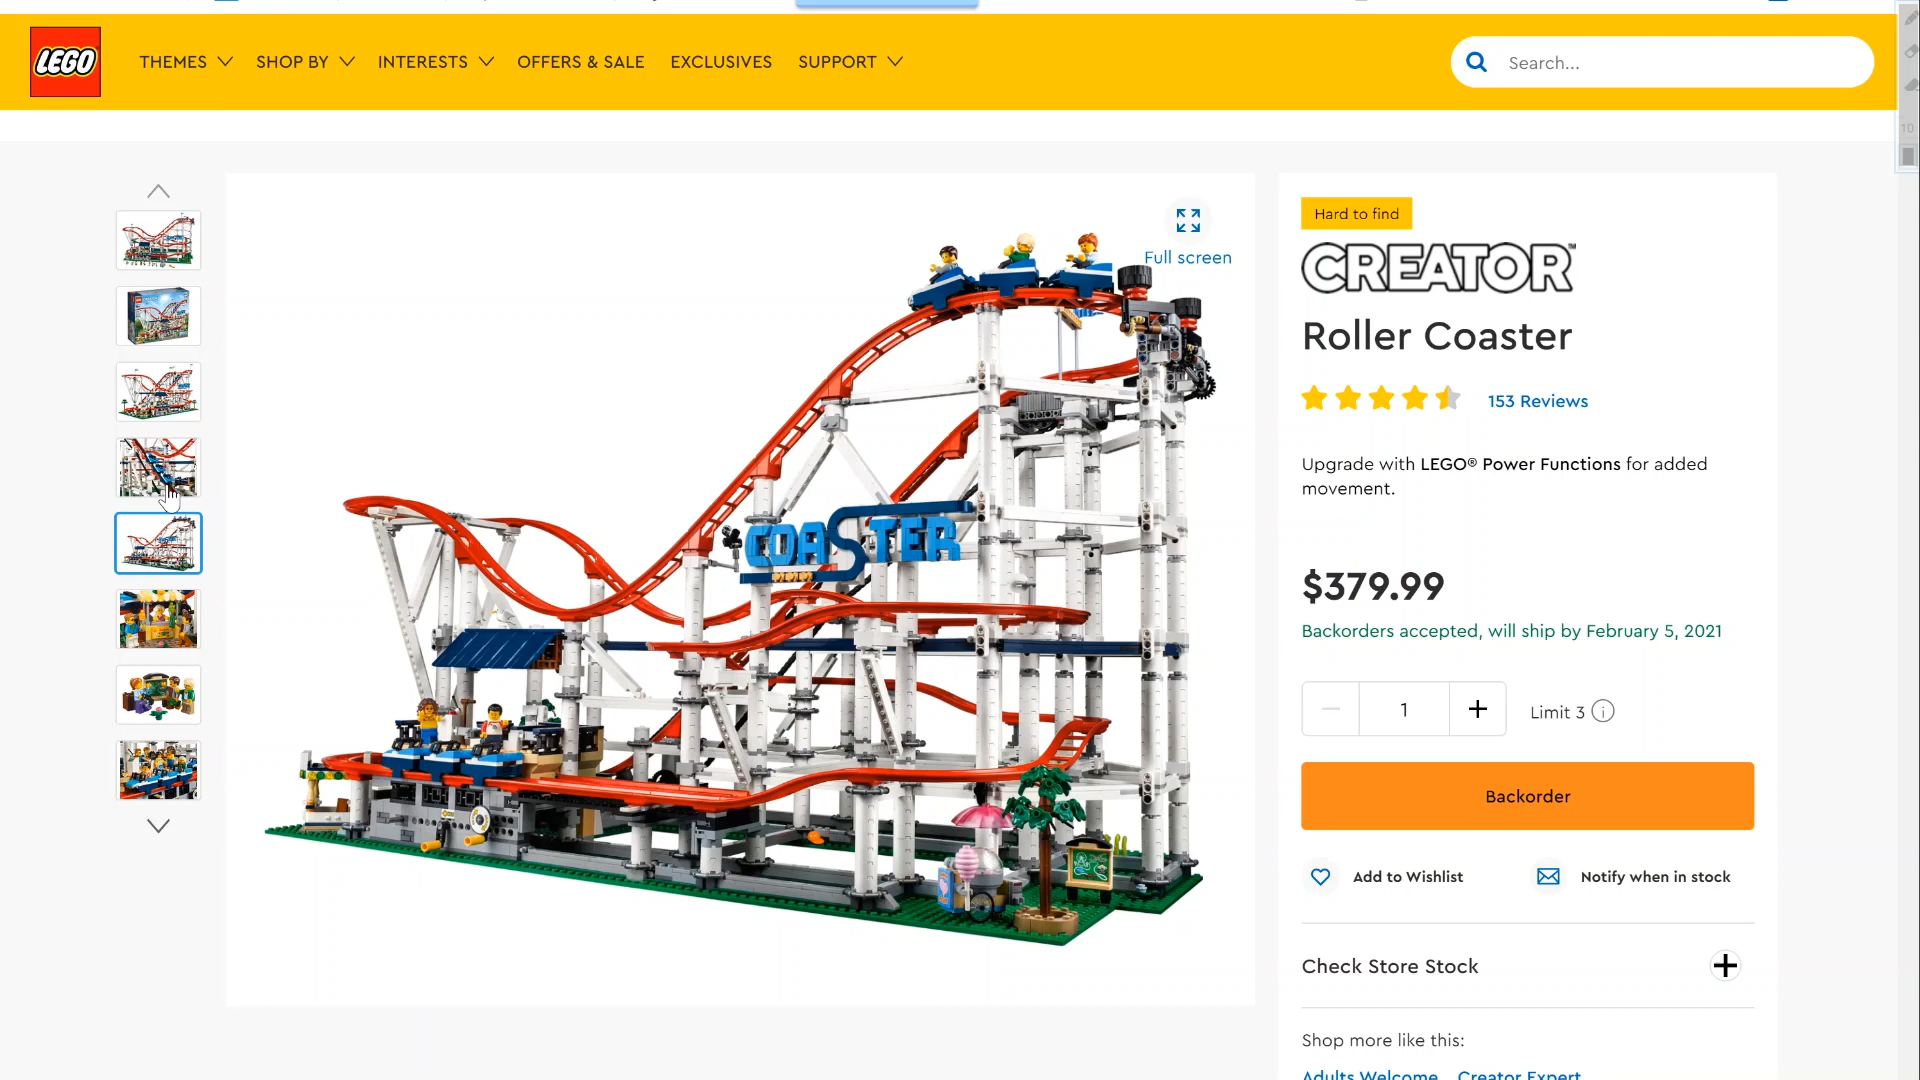 LEGO
THEMES
SHOP BY
INTERESTS
OFFERS & SALE
EXCLUSIVES
SUPPORT
Search...
10
Full screen
COASTER
Hard to find
CREATOR™
Roller Coaster
153 Reviews
Upgrade with LEGO® Power Functions for added
movement.
$379.99
Backorders accepted, will ship by February 5, 2021
1
Limit 3
Backorder
Add to Wishlist
Notify when in stock
Check Store Stock
Shop more like this:
Adults Welcome Creator Expert